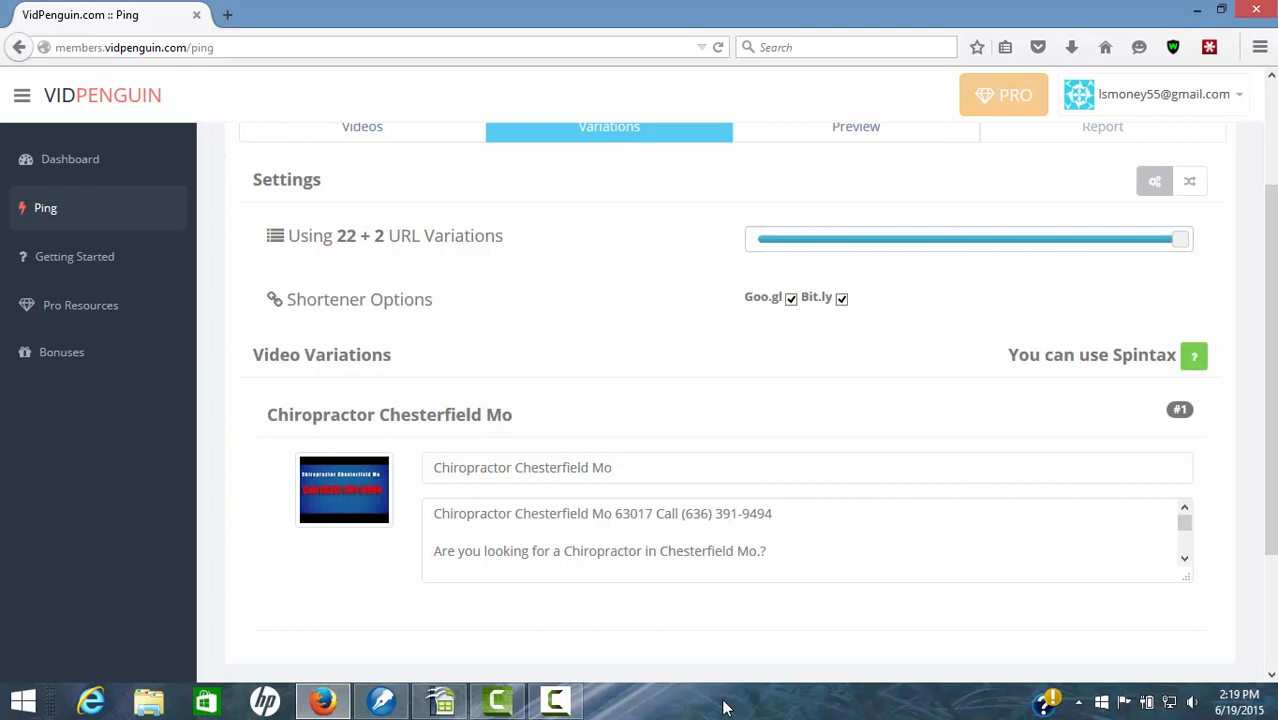 VidPenguin.com :: Ping
members.vidpenguin.com/ping
Search
VIDPENGUIN
PRO
lsmoney55@gmail.com
Dashboard
Ping
Getting Started
Pro Resources
Bonuses
Videos
Variations
Preview
Report
Settings
Using 22 + 2 URL Variations
Shortener Options
Goo.gl Bit.ly
Video Variations
You can use Spintax ?
Chiropractor Chesterfield Mo
#1
Chiropractor Chesterfield Mo
Chiropractor Chesterfield Mo
Chiropractor Chesterfield Mo 63017 Call (636) 391-9494
Are you looking for a Chiropractor in Chesterfield Mo.?
2:19 PM
6/19/2015